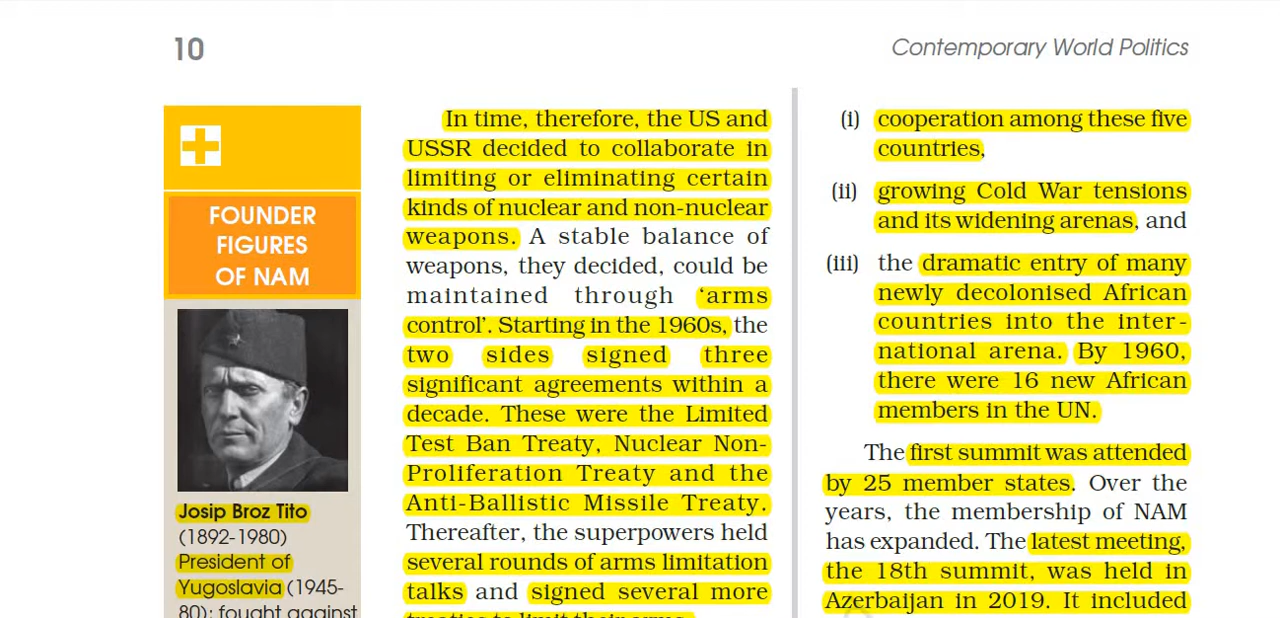 10
Contemporary World Politics
FOUNDER
FIGURES
OF NAM
Josip Broz Tito
(1892-1980)
President of
Yugoslavia (1945-
80); fought against
In time, therefore, the US and
USSR decided to collaborate in
limiting or eliminating certain
kinds of nuclear and non-nuclear
weapons. A stable balance of
weapons, they decided, could be
maintained through ‘arms
control’. Starting in the 1960s, the
two sides signed three
significant agreements within a
decade. These were the Limited
Test Ban Treaty, Nuclear Non-
Proliferation Treaty and the
Anti-Ballistic Missile Treaty.
Thereafter, the superpowers held
several rounds of arms limitation
talks and signed several more
treaties to limit their arms.
(i) cooperation among these five
countries,
(ii) growing Cold War tensions
and its widening arenas, and
(iii) the dramatic entry of many
newly decolonised African
countries into the inter-
national arena. By 1960,
there were 16 new African
members in the UN.
The first summit was attended
by 25 member states. Over the
years, the membership of NAM
has expanded. The latest meeting,
the 18th summit, was held in
Azerbaijan in 2019. It included